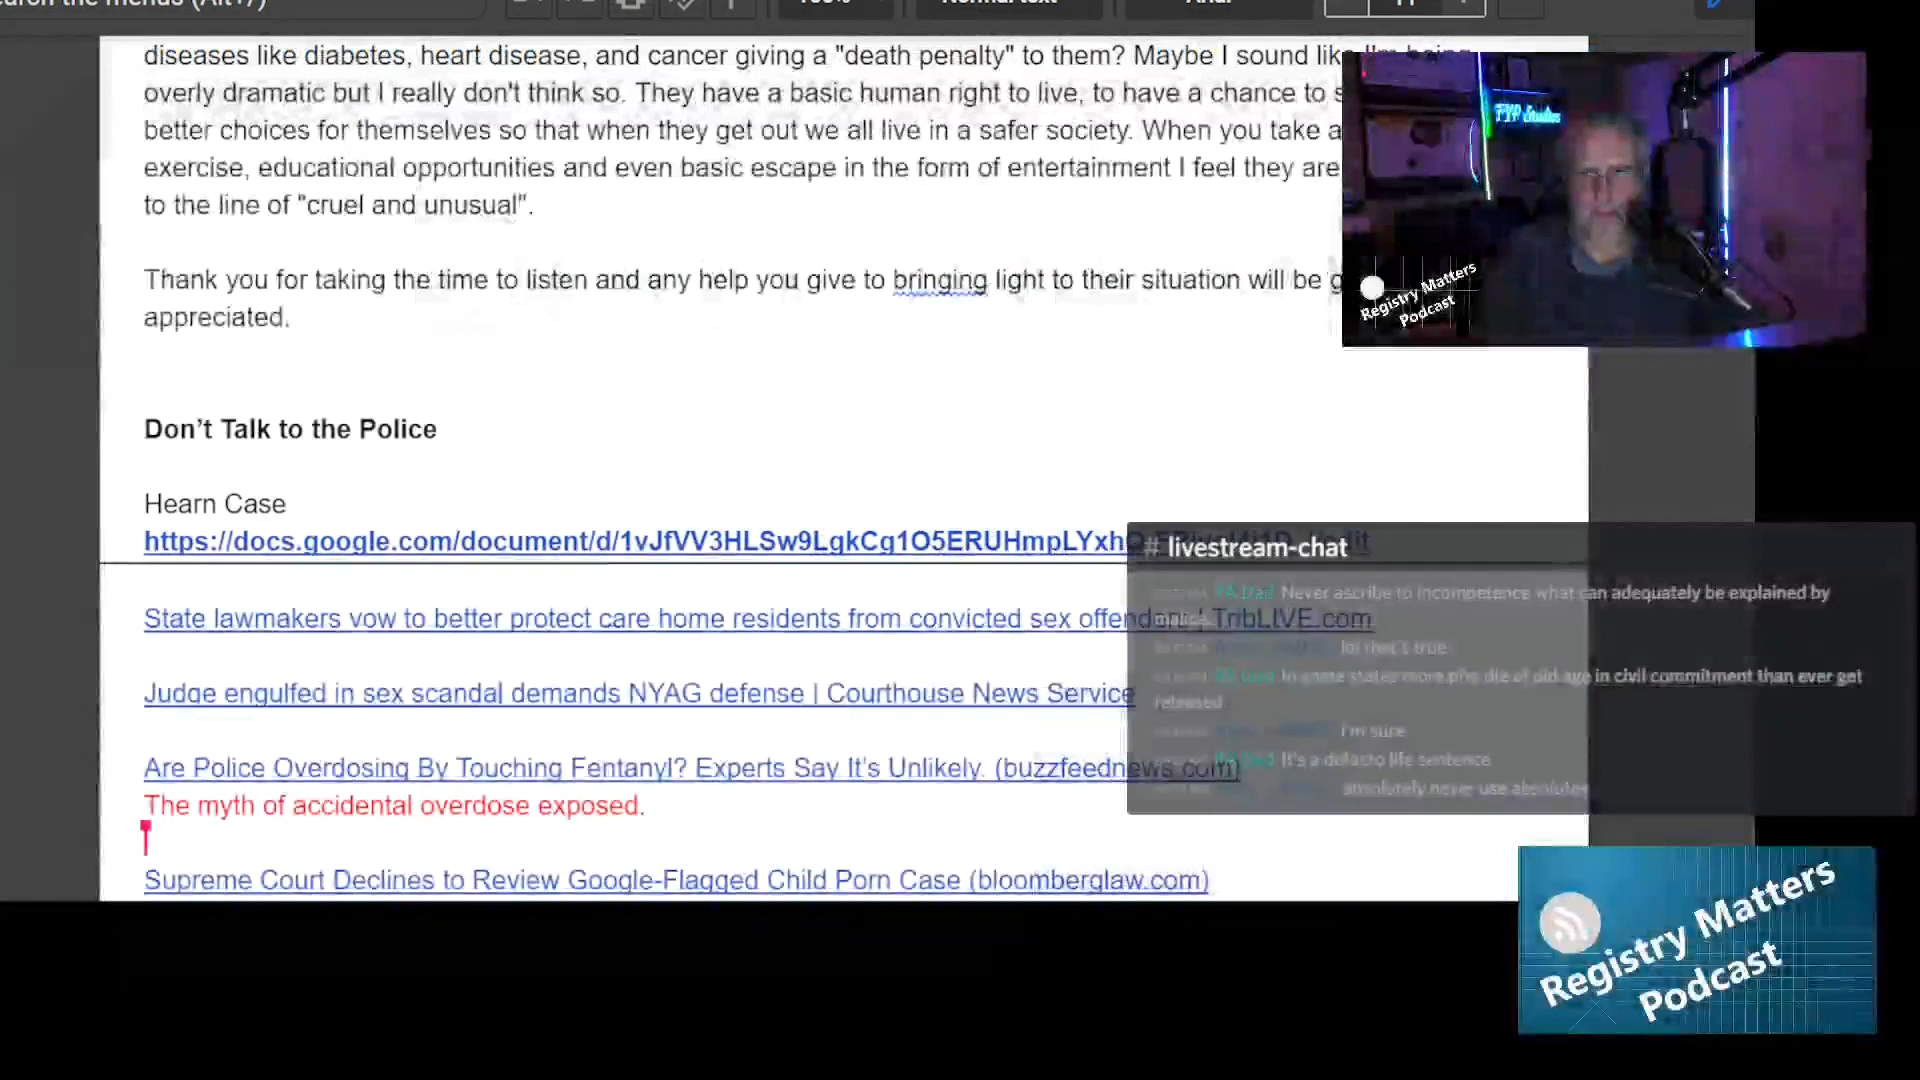 Normal text
Arial
diseases like diabetes, heart disease, and cancer giving a "death penalty" to them? Maybe I sound like I'm being
overly dramatic but I really don't think so. They have a basic human right to live, to have a chance to
better choices for themselves so that when they get out we all live in a safer society. When you take
exercise, educational opportunities and even basic escape in the form of entertainment I feel they are
to the line of "cruel and unusual".
Thank you for taking the time to listen and any help you give to bringing light to their situation will be
appreciated.
FYP Studios
Registry Matters
Podcast
Don't Talk to the Police
Hearn Case
https://docs.google.com/document/d/1vJfVV3HLSw9LgkCg1O5ERUHmpLYxh
State lawmakers vow to better protect care home residents from convicted sex offenders | TribLIVE.com
Judge engulfed in sex scandal demands NYAG defense | Courthouse News Service
Are Police Overdosing By Touching Fentanyl? Experts Say It's Unlikely. (buzzfeednews.com)
The myth of accidental overdose exposed.
Supreme Court Declines to Review Google-Flagged Child Porn Case (bloomberglaw.com)
# livestream-chat
PA Dad Never ascribe to incompetence what can adequately be explained by
malice.
lol that's true
In some states more die of old age in civil commitment than ever get
released
I'm sure
PA Dad It's a defacto life sentence
absolutely never use absolutes
Registry Matters
Podcast